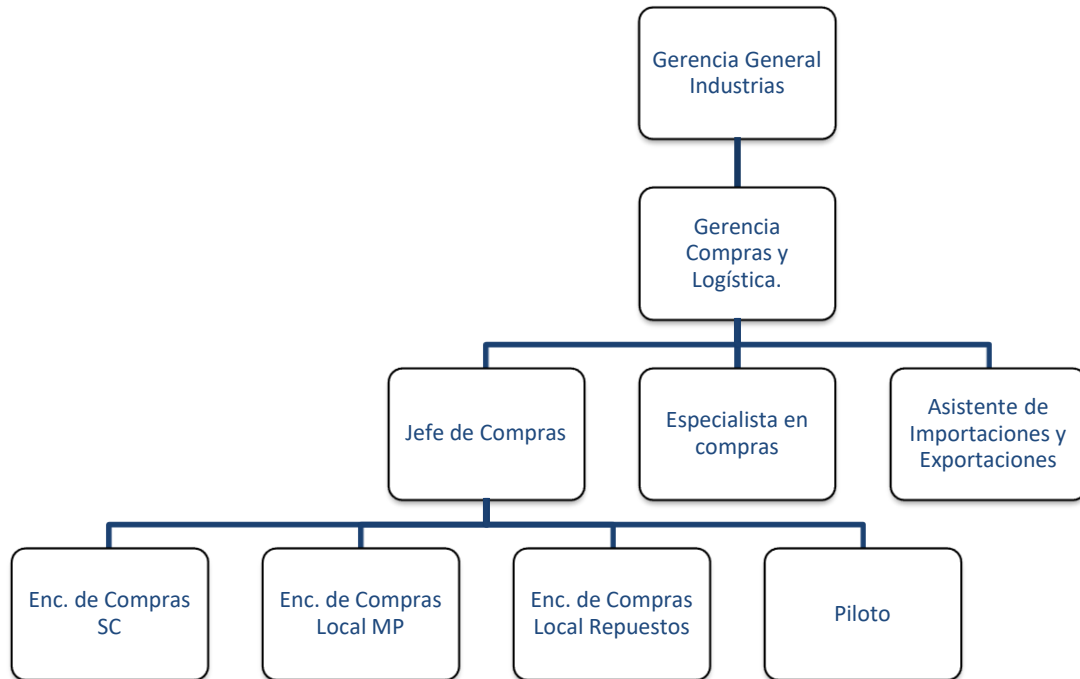 Gerencia General
Industrias
Gerencia
Compras y
Logística.
Jefe de Compras
Especialista en
compras
Asistente de
Importaciones y
Exportaciones
Enc. de Compras
SC
Enc. de Compras
Local MP
Enc. de Compras
Local Repuestos
Piloto